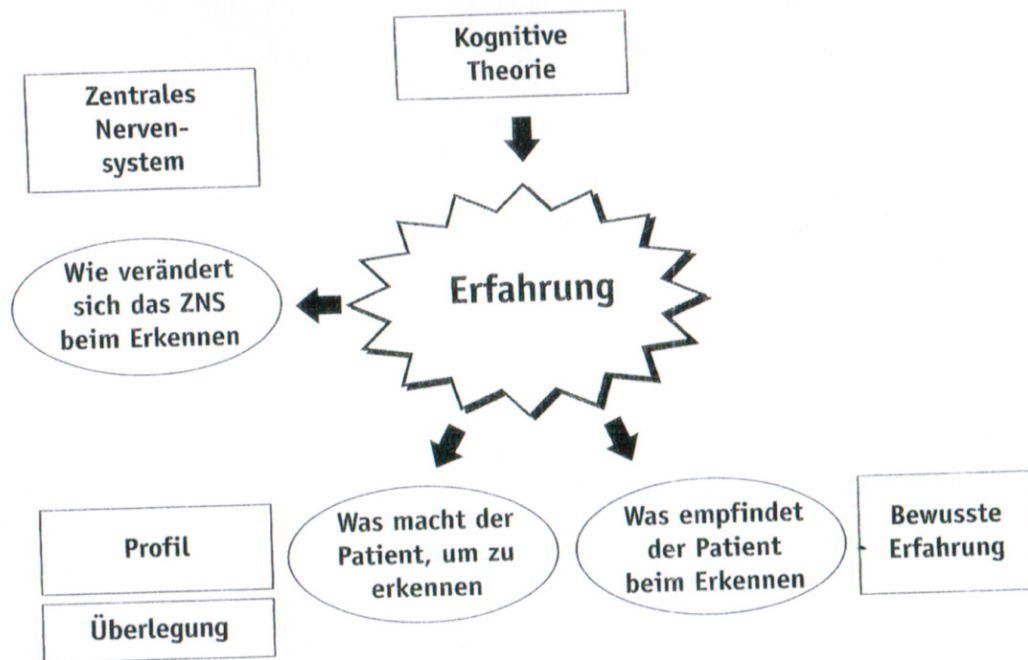 Kognitive
Theorie
Zentrales
Nerven-
system
Erfahrung
Wie verändert
sich das ZNS
beim Erkennen
Profil
Überlegung
Was macht der
Patient, um zu
erkennen
Was empfindet
der Patient
beim Erkennen
Bewusste
Erfahrung